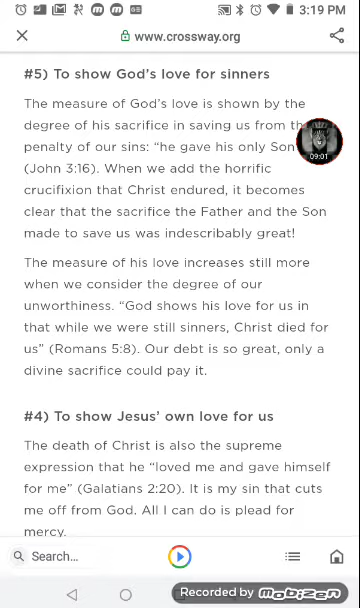 3:19 PM
www.crossway.org
#5) To show God's love for sinners
The measure of God's love is shown by the
degree of his sacrifice in saving us from
penalty of our sins: “he gave his only Son
(John 3:16). When we add the horrific
crucifixion that Christ endured, it becomes
clear that the sacrifice the Father and the Son
made to save us was indescribably great!
09:01
The measure of his love increases still more
when we consider the degree of our
unworthiness. “God shows his love for us in
that while we were still sinners, Christ died for
us” (Romans 5:8). Our debt is so great, only a
divine sacrifice could pay it.
#4) To show Jesus' own love for us
The death of Christ is also the supreme
expression that he “loved me and gave himself
for me” (Galatians 2:20). It is my sin that cuts
me off from God. All I can do is plead for
mercy.
Search...
Recorded by Mobizen